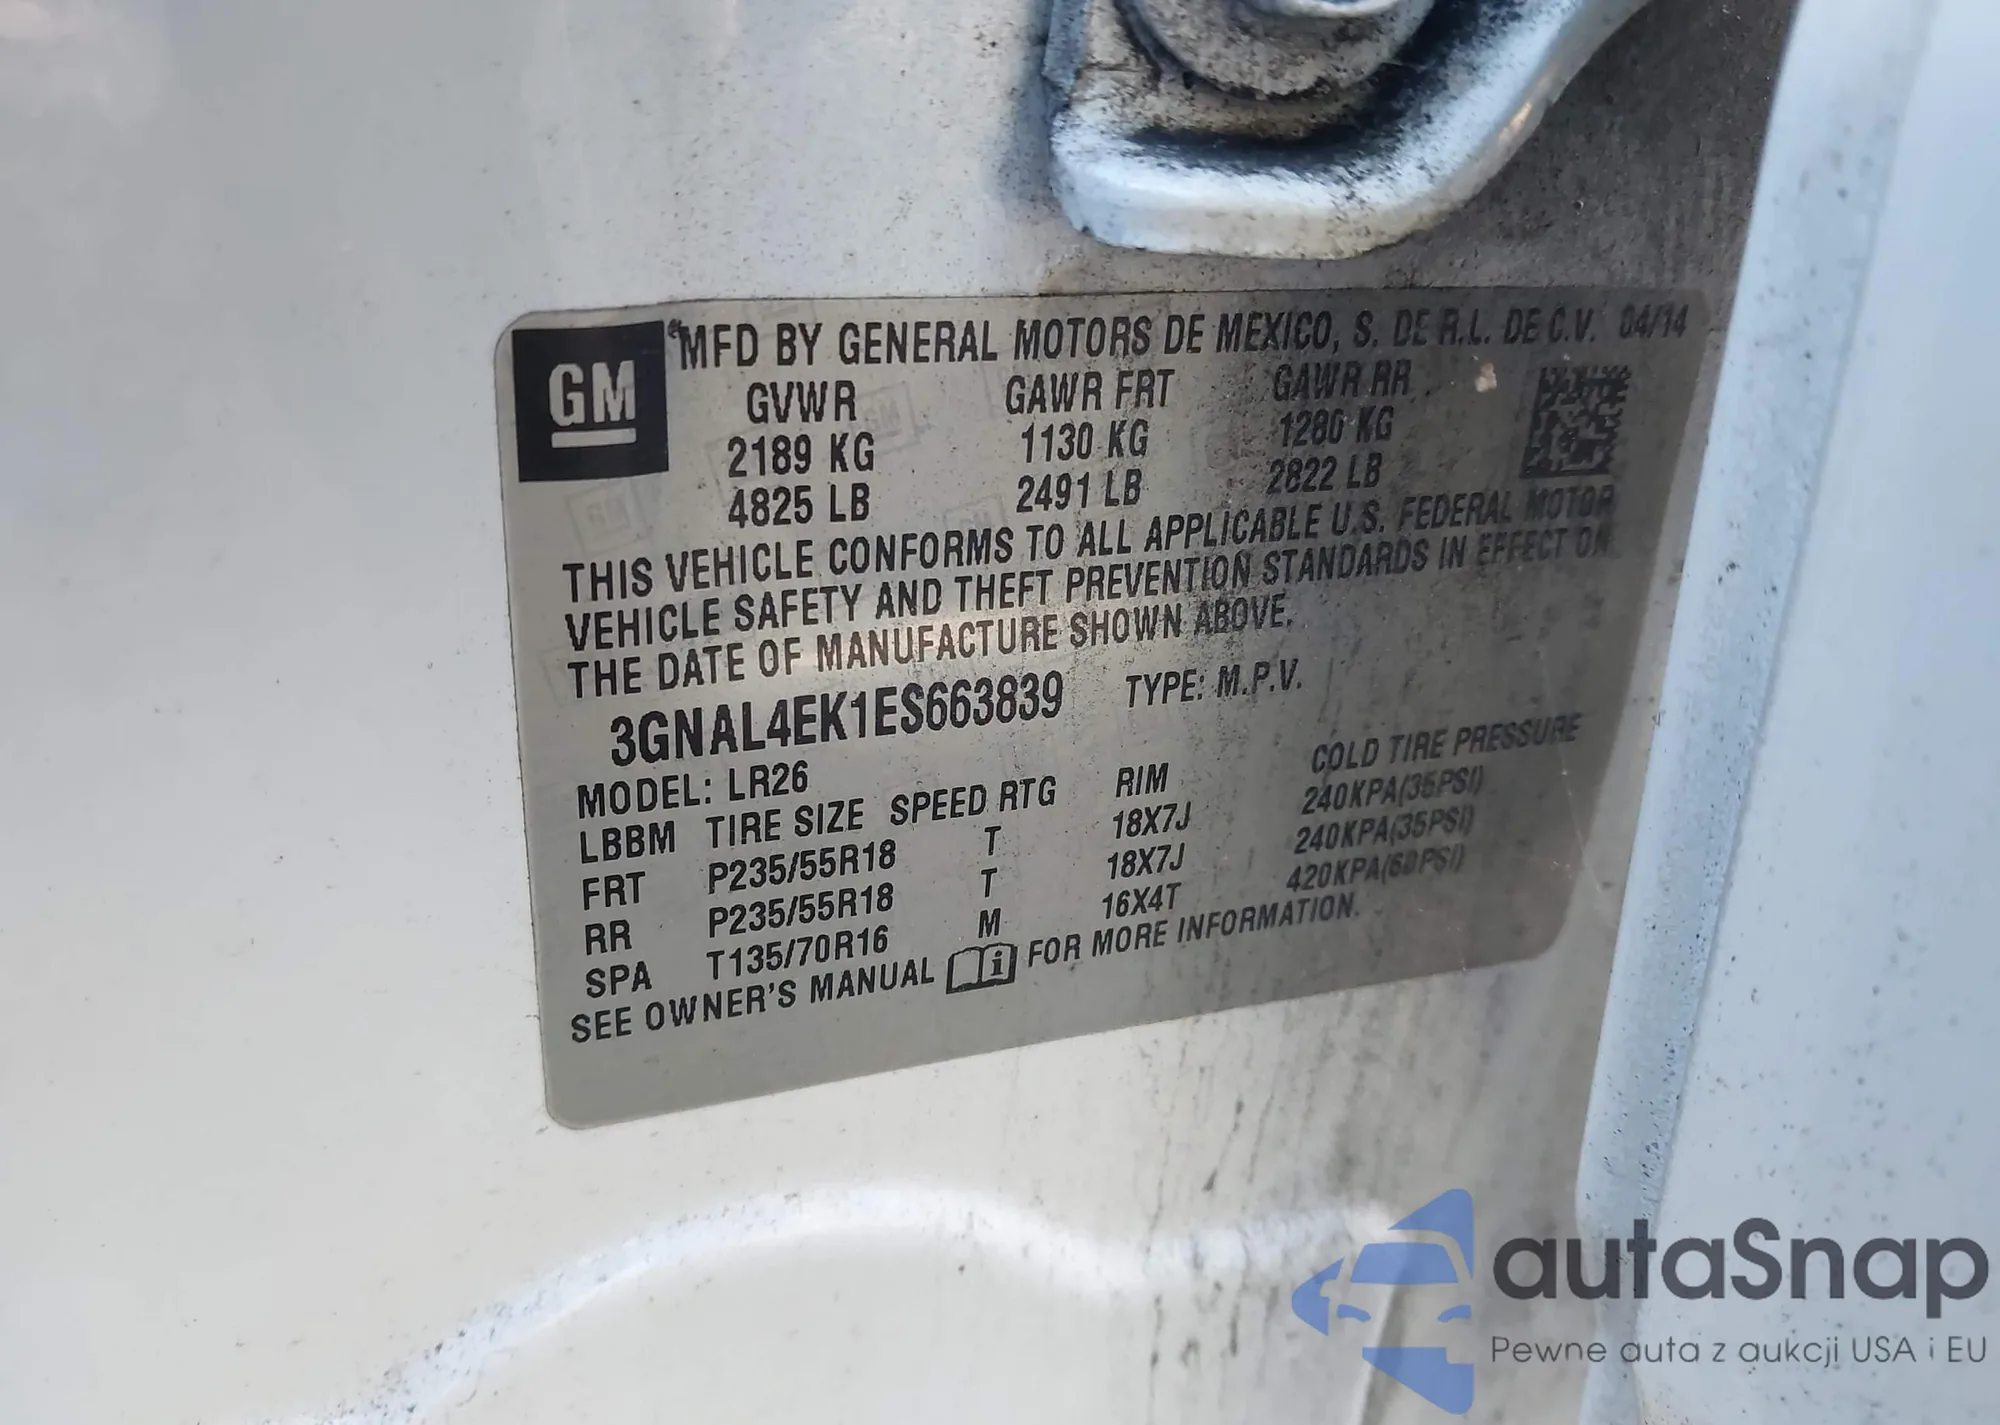 GM
MFD BY GENERAL MOTORS DE MEXICO, S. DE R.L. DE C.V. 04/14
GVWR GAWR FRT GAWR RR
2189 KG 1130 KG 1280 KG
4825 LB 2491 LB 2822 LB
THIS VEHICLE CONFORMS TO ALL APPLICABLE U.S. FEDERAL MOTOR
VEHICLE SAFETY AND THEFT PREVENTION STANDARDS IN EFFECT ON
THE DATE OF MANUFACTURE SHOWN ABOVE.
3GNAL4EK1ES663839 TYPE: M.P.V.
MODEL: LR26
LBBM TIRE SIZE SPEED RTG RIM COLD TIRE PRESSURE
FRT P235/55R18 T 18X7J 240KPA(35PSI)
RR P235/55R18 T 18X7J 240KPA(35PSI)
SPA T135/70R16 M 16X4T 420KPA(60PSI)
SEE OWNER'S MANUAL FOR MORE INFORMATION.
autaSnap
Pewne auta z aukcji USA i EU